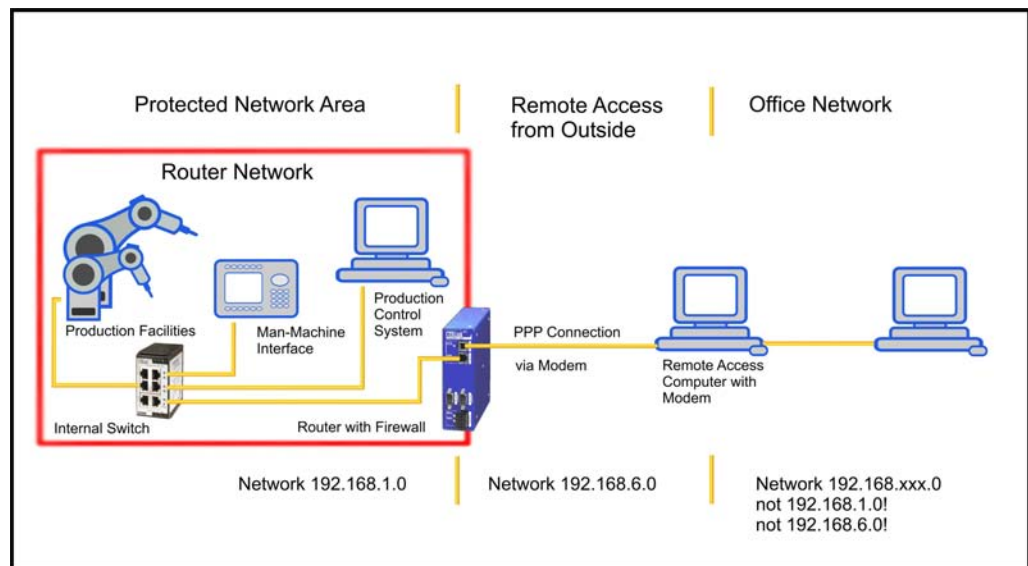 Protected Network Area
Remote Access
from Outside
Office Network
Router Network
Production Facilities
Man-Machine
Interface
Production
Control
System
PPP Connection
via Modem
Remote Access
Computer with
Modem
Internal Switch
Router with Firewall
Network 192.168.1.0
Network 192.168.6.0
Network 192.168.xxx.0
not 192.168.1.0!
not 192.168.6.0!